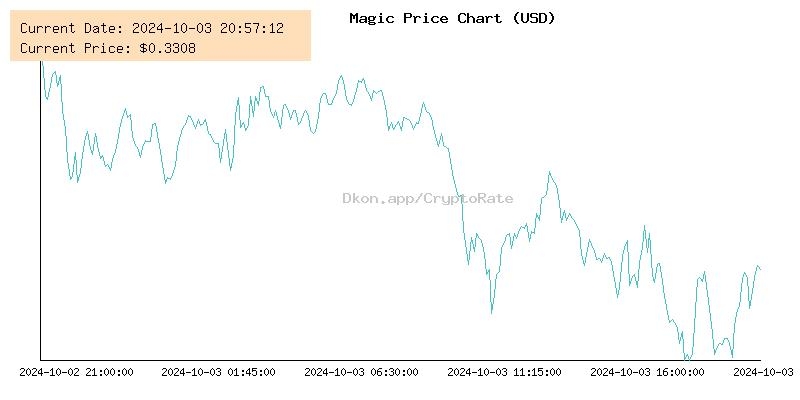 Magic Price Chart (USD)
Current Date: 2024-10-03 20:57:12
Current Price: $0.3308
Dkon.app/CryptoRate
2024-10-02 21:00:00 2024-10-03 01:45:00 2024-10-03 06:30:00 2024-10-03 11:15:00 2024-10-03 16:00:00 2024-10-03